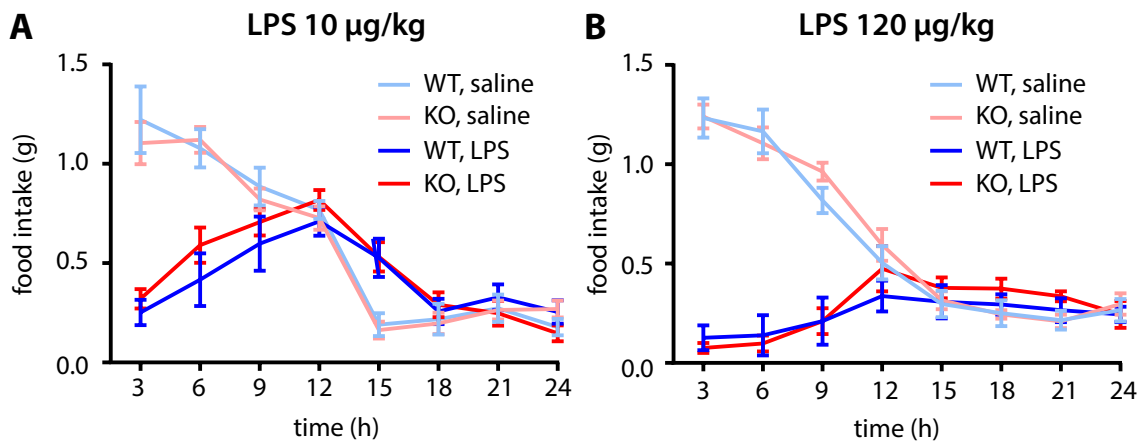 A
LPS 10 µg/kg
food intake (g)
1.5
1.0
0.5
0.0
WT, saline
KO, saline
WT, LPS
KO, LPS
3 6 9 12 15 18 21 24
time (h)
B
LPS 120 µg/kg
food intake (g)
1.5
1.0
0.5
0.0
WT, saline
KO, saline
WT, LPS
KO, LPS
3 6 9 12 15 18 21 24
time (h)